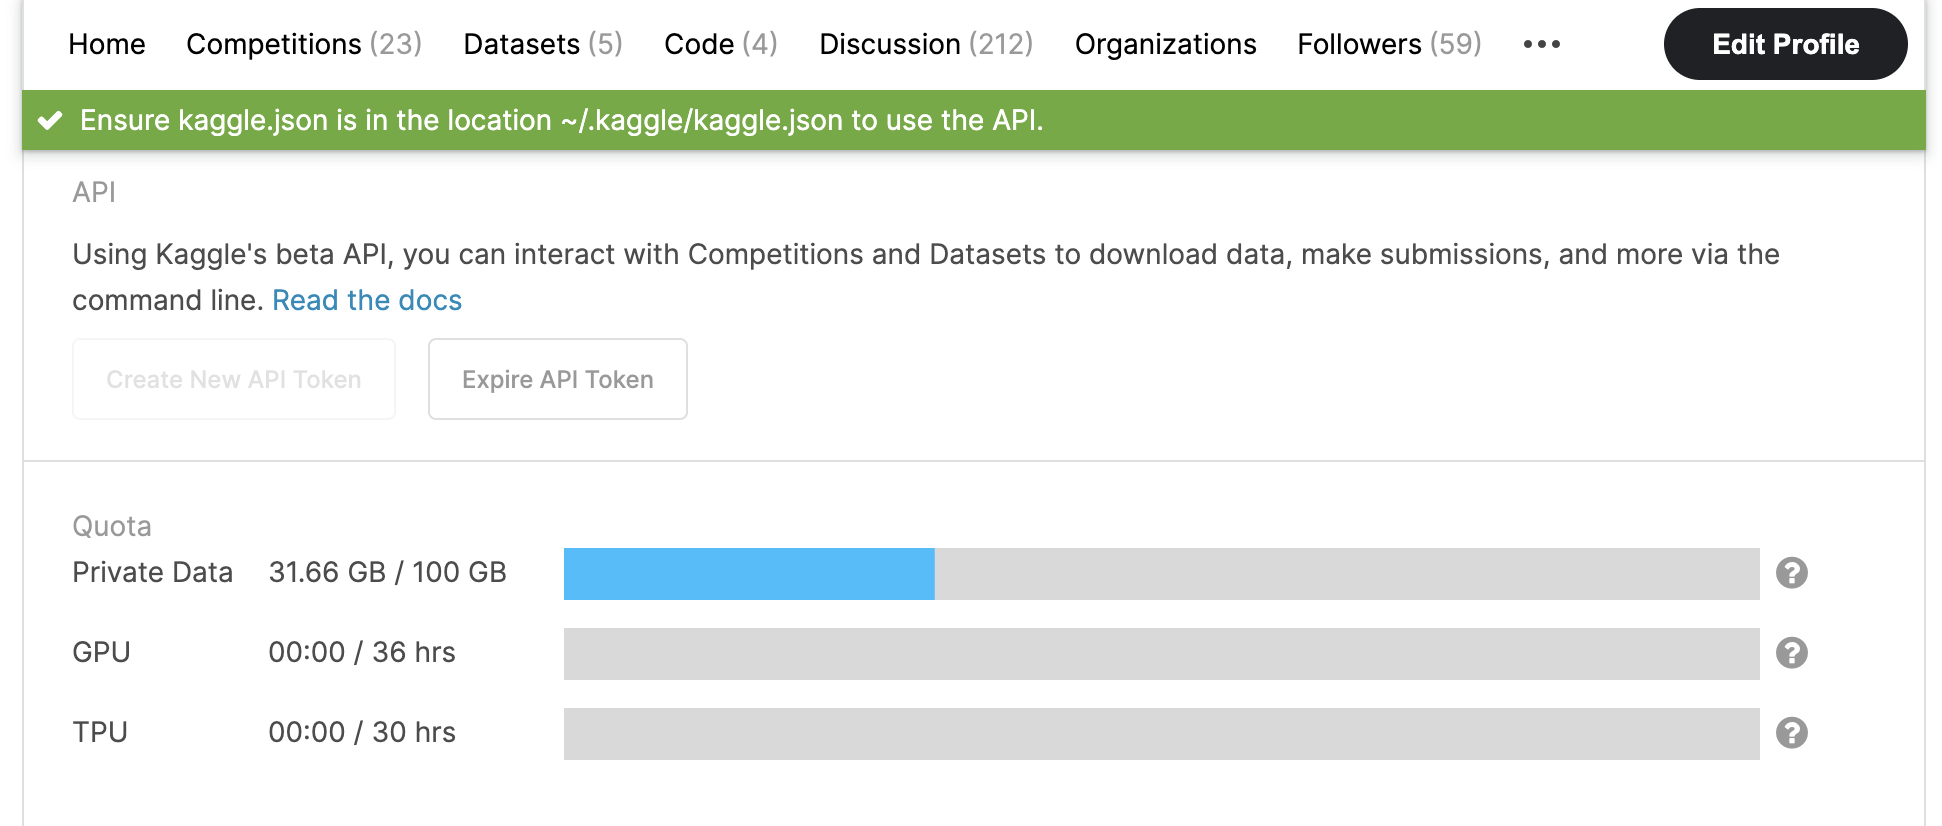 Home Competitions (23) Datasets (5) Code (4) Discussion (212) Organizations Followers (59) ••• Edit Profile
Ensure kaggle.json is in the location ~/.kaggle/kaggle.json to use the API.
API
Using Kaggle's beta API, you can interact with Competitions and Datasets to download data, make submissions, and more via the
command line. Read the docs
Create New API Token Expire API Token
Quota
Private Data 31.66 GB / 100 GB ?
GPU 00:00 / 36 hrs ?
TPU 00:00 / 30 hrs ?